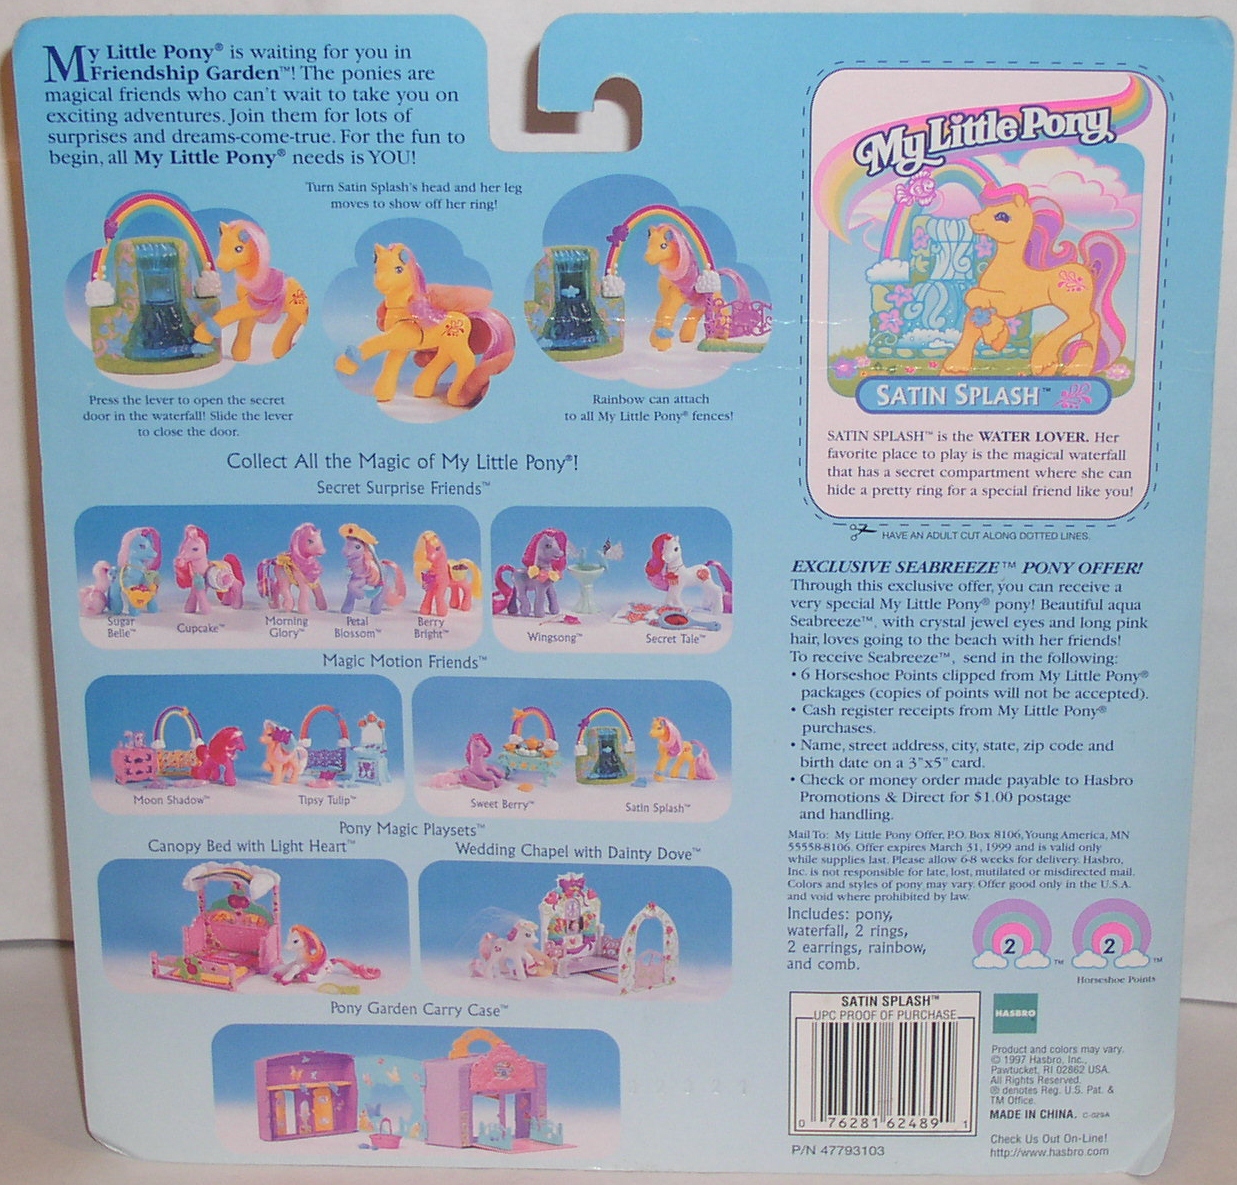 My Little Pony® is waiting for you in
Friendship Garden™! The ponies are
magical friends who can't wait to take you on
exciting adventures. Join them for lots of
surprises and dreams-come-true. For the fun to
begin, all My Little Pony® needs is YOU!
Turn Satin Splash's head and her leg
moves to show off her ring!
Press the lever to open the secret
door in the waterfall! Slide the lever
to close the door.
Rainbow can attach
to all My Little Pony® fences!
Collect All the Magic of My Little Pony®!
Secret Surprise Friends™
Sugar
Belle™
Cupcake™
Morning
Glory™
Petal
Blossom™
Berry
Bright™
Wingsong™
Secret Tale™
Magic Motion Friends™
Moon Shadow™
Tipsy Tulip™
Sweet Berry™
Satin Splash™
Pony Magic Playsets™
Canopy Bed with Light Heart™
Wedding Chapel with Dainty Dove™
Pony Garden Carry Case™
My Little Pony
SATIN SPLASH™
SATIN SPLASH™ is the WATER LOVER. Her
favorite place to play is the magical waterfall
that has a secret compartment where she can
hide a pretty ring for a special friend like you!
HAVE AN ADULT CUT ALONG DOTTED LINES.
EXCLUSIVE SEABREEZE™ PONY OFFER!
Through this exclusive offer, you can receive a
very special My Little Pony® pony! Beautiful aqua
Seabreeze™, with crystal jewel eyes and long pink
hair, loves going to the beach with her friends!
To receive Seabreeze™, send in the following:
• 6 Horseshoe Points clipped from My Little Pony®
packages (copies of points will not be accepted).
• Cash register receipts from My Little Pony®
purchases.
• Name, street address, city, state, zip code and
birth date on a 3"x5" card.
• Check or money order made payable to Hasbro
Promotions & Direct for $1.00 postage
and handling.
Mail To: My Little Pony Offer, P.O. Box 8106, Young America, MN
55558-8106. Offer expires March 31, 1999 and is valid only
while supplies last. Please allow 6-8 weeks for delivery. Hasbro,
Inc. is not responsible for late, lost, mutilated or misdirected mail.
Colors and styles of pony may vary. Offer good only in the U.S.A.
and void where prohibited by law.
Includes: pony,
waterfall, 2 rings,
2 earrings, rainbow,
and comb.
2 ™
2 ™
Horseshoe Points
SATIN SPLASH™
UPC PROOF OF PURCHASE
0 76281 62489 1
P/N 47793103
HASBRO
Product and colors may vary.
© 1997 Hasbro, Inc.,
Pawtucket, RI 02862 USA.
All Rights Reserved.
® denotes Reg. U.S. Pat. &
TM Office.
MADE IN CHINA. C-029A
Check Us Out On-Line!
http://www.hasbro.com